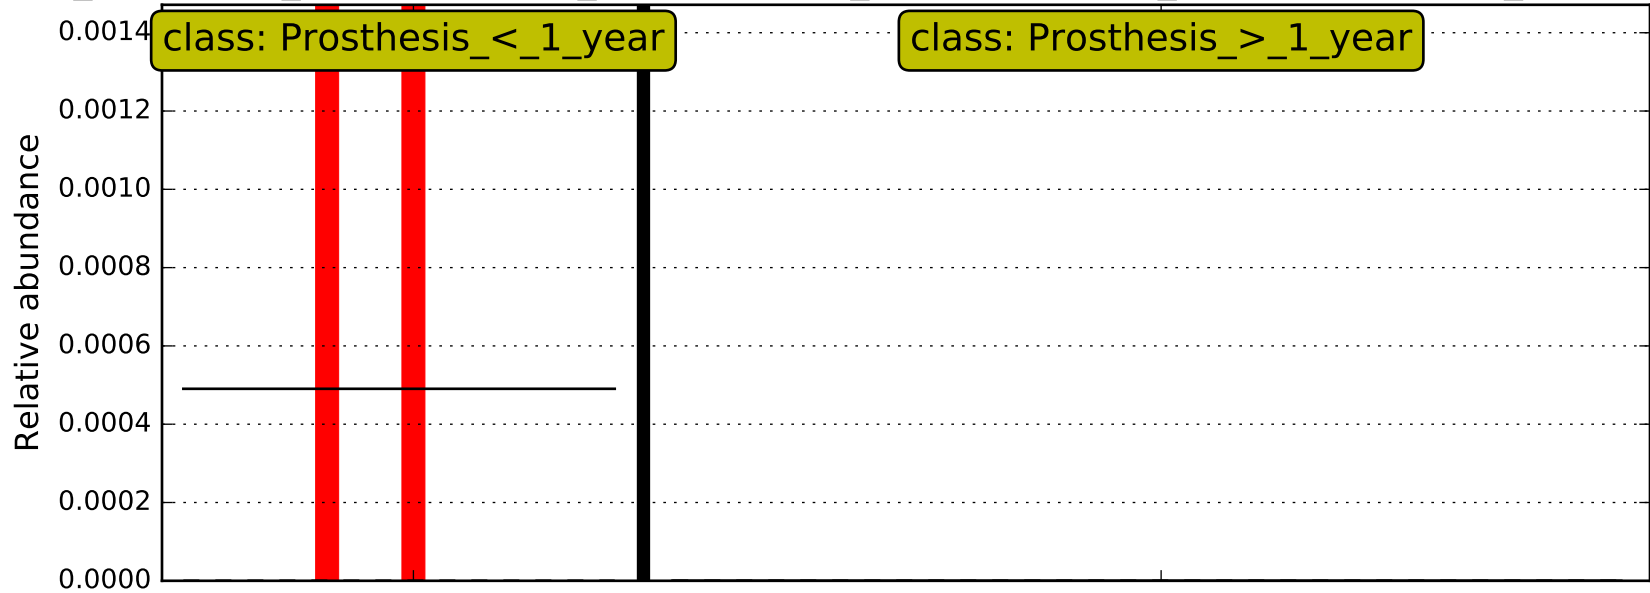 class: Prosthesis_<_1_year
class: Prosthesis_>_1_year
0.0014
0.0012
0.0010
0.0008
0.0006
0.0004
0.0002
0.0000
Relative abundance